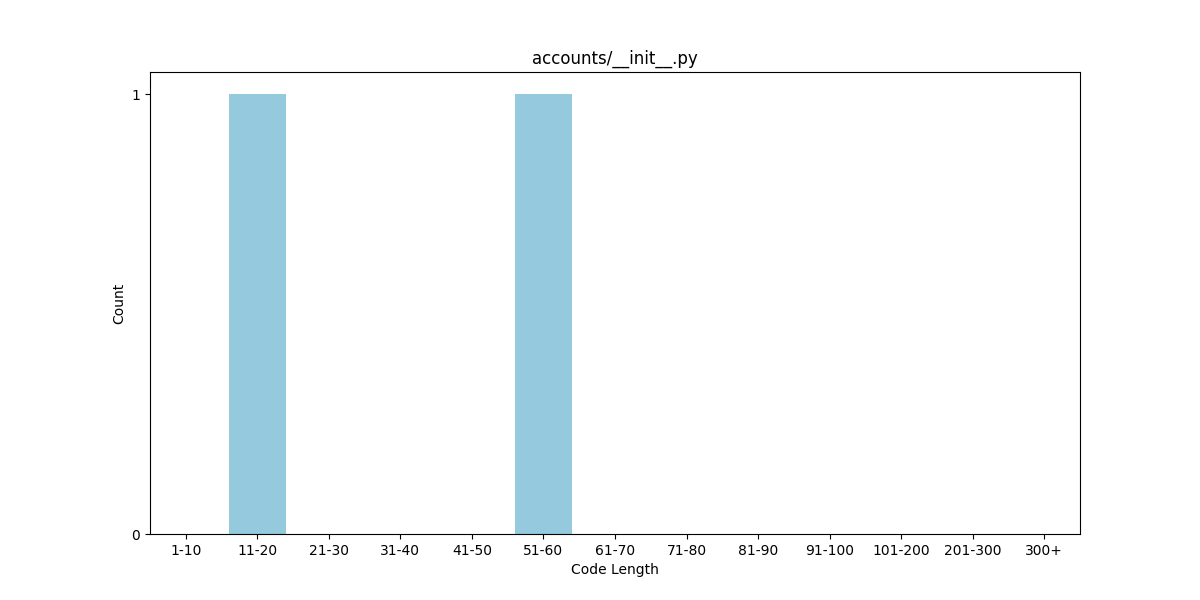 accounts/__init__.py
1
Count
0
1-10 11-20 21-30 31-40 41-50 51-60 61-70 71-80 81-90 91-100 101-200 201-300 300+
Code Length